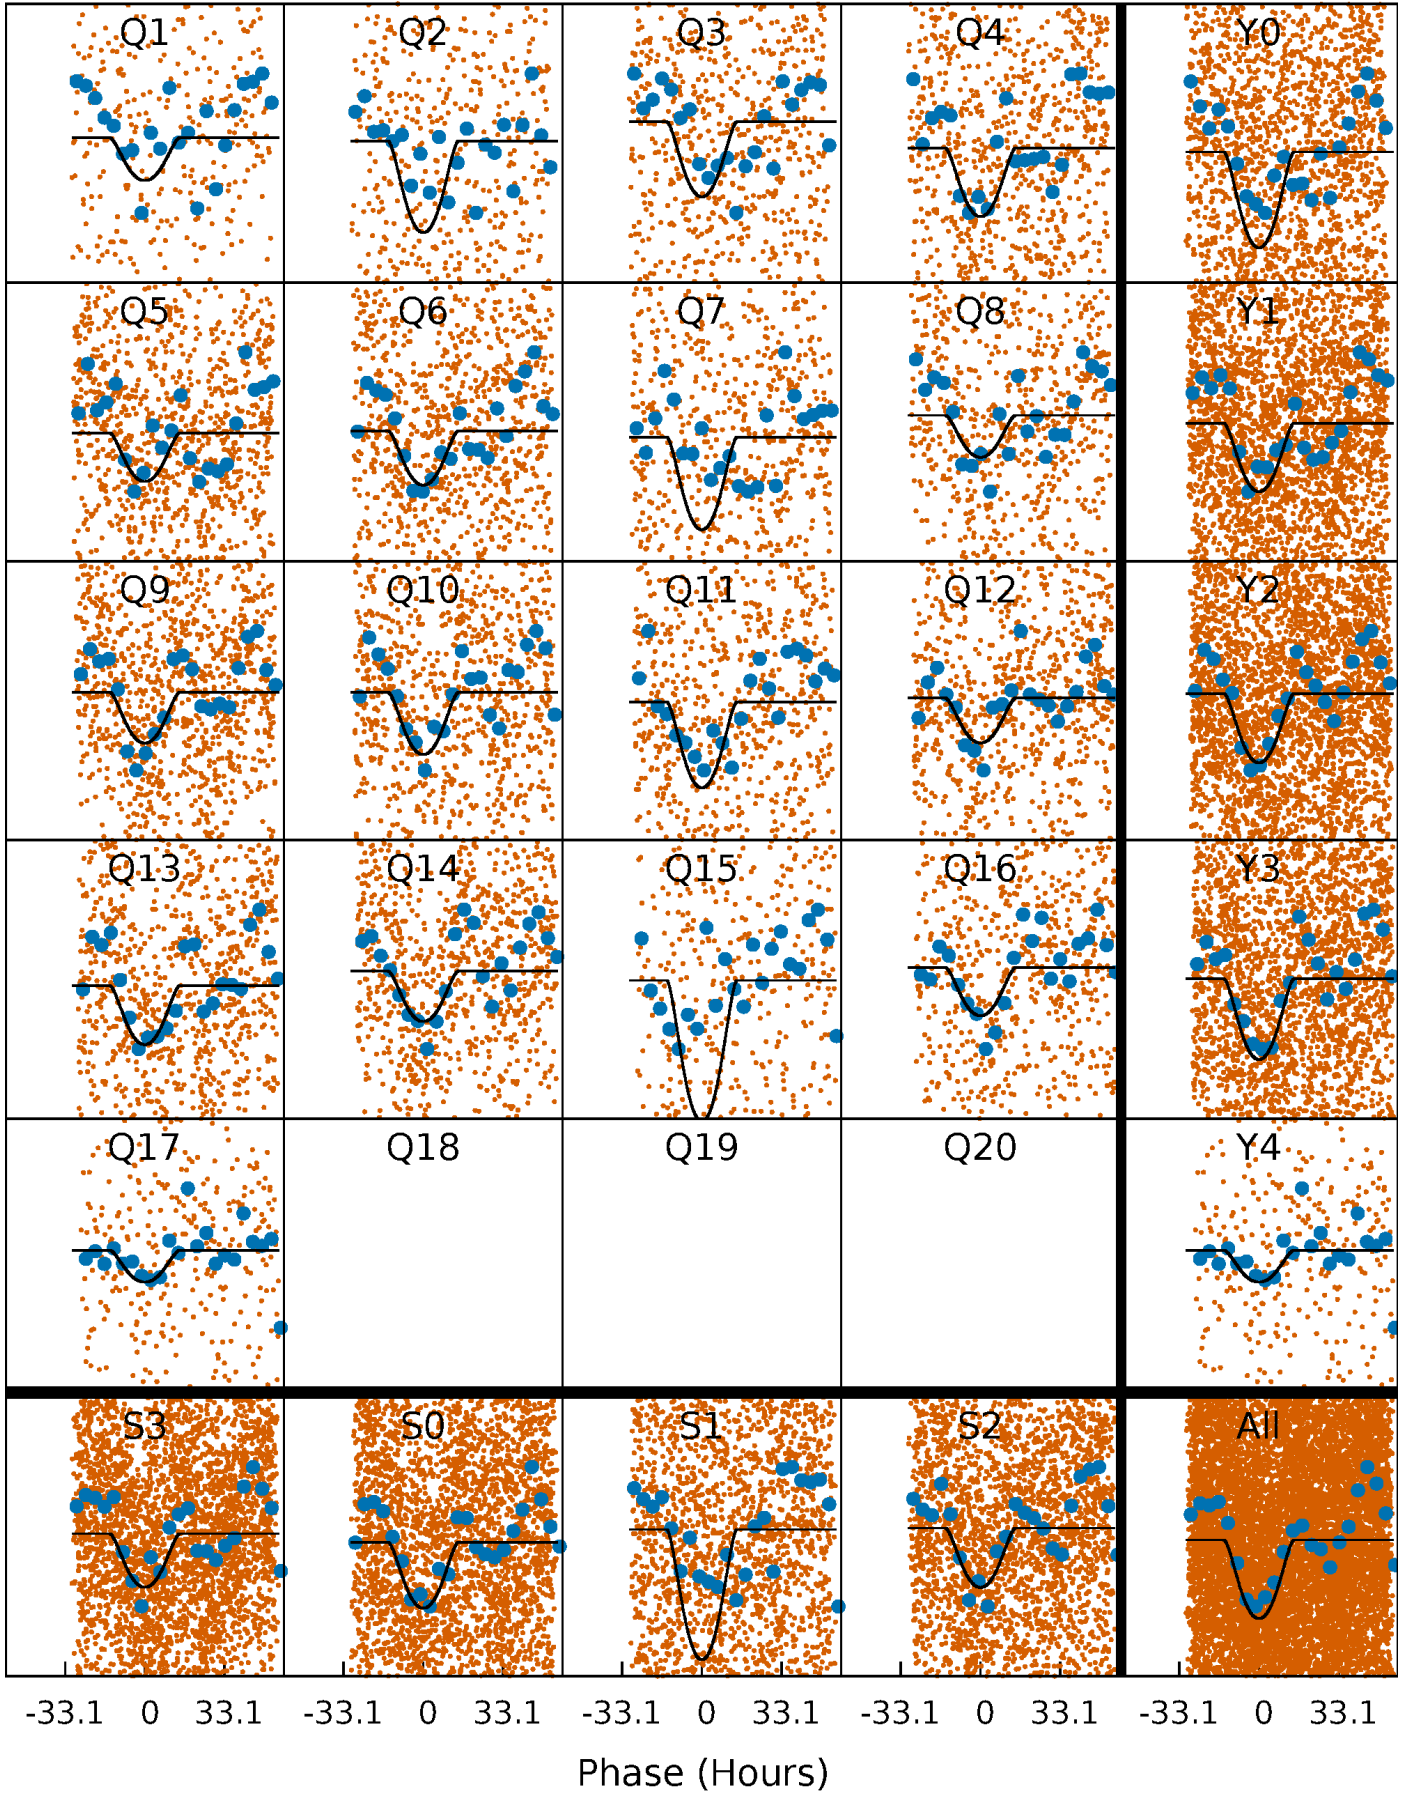 Q1 Q2 Q3 Q4 Y0
Q5 Q6 Q7 Q8 Y1
Q9 Q10 Q11 Q12 Y2
Q13 Q14 Q15 Q16 Y3
Q17 Q18 Q19 Q20 Y4
S3 S0 S1 S2 All
-33.1 0 33.1 -33.1 0 33.1 -33.1 0 33.1 -33.1 0 33.1 -33.1 0 33.1
Phase (Hours)